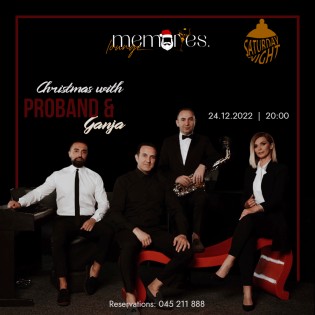 memories.
lounge
SATURDAY
NIGHT
Christmas with
PROBAND &
Ganja
24.12.2022 | 20:00
Reservations: 045 211 888